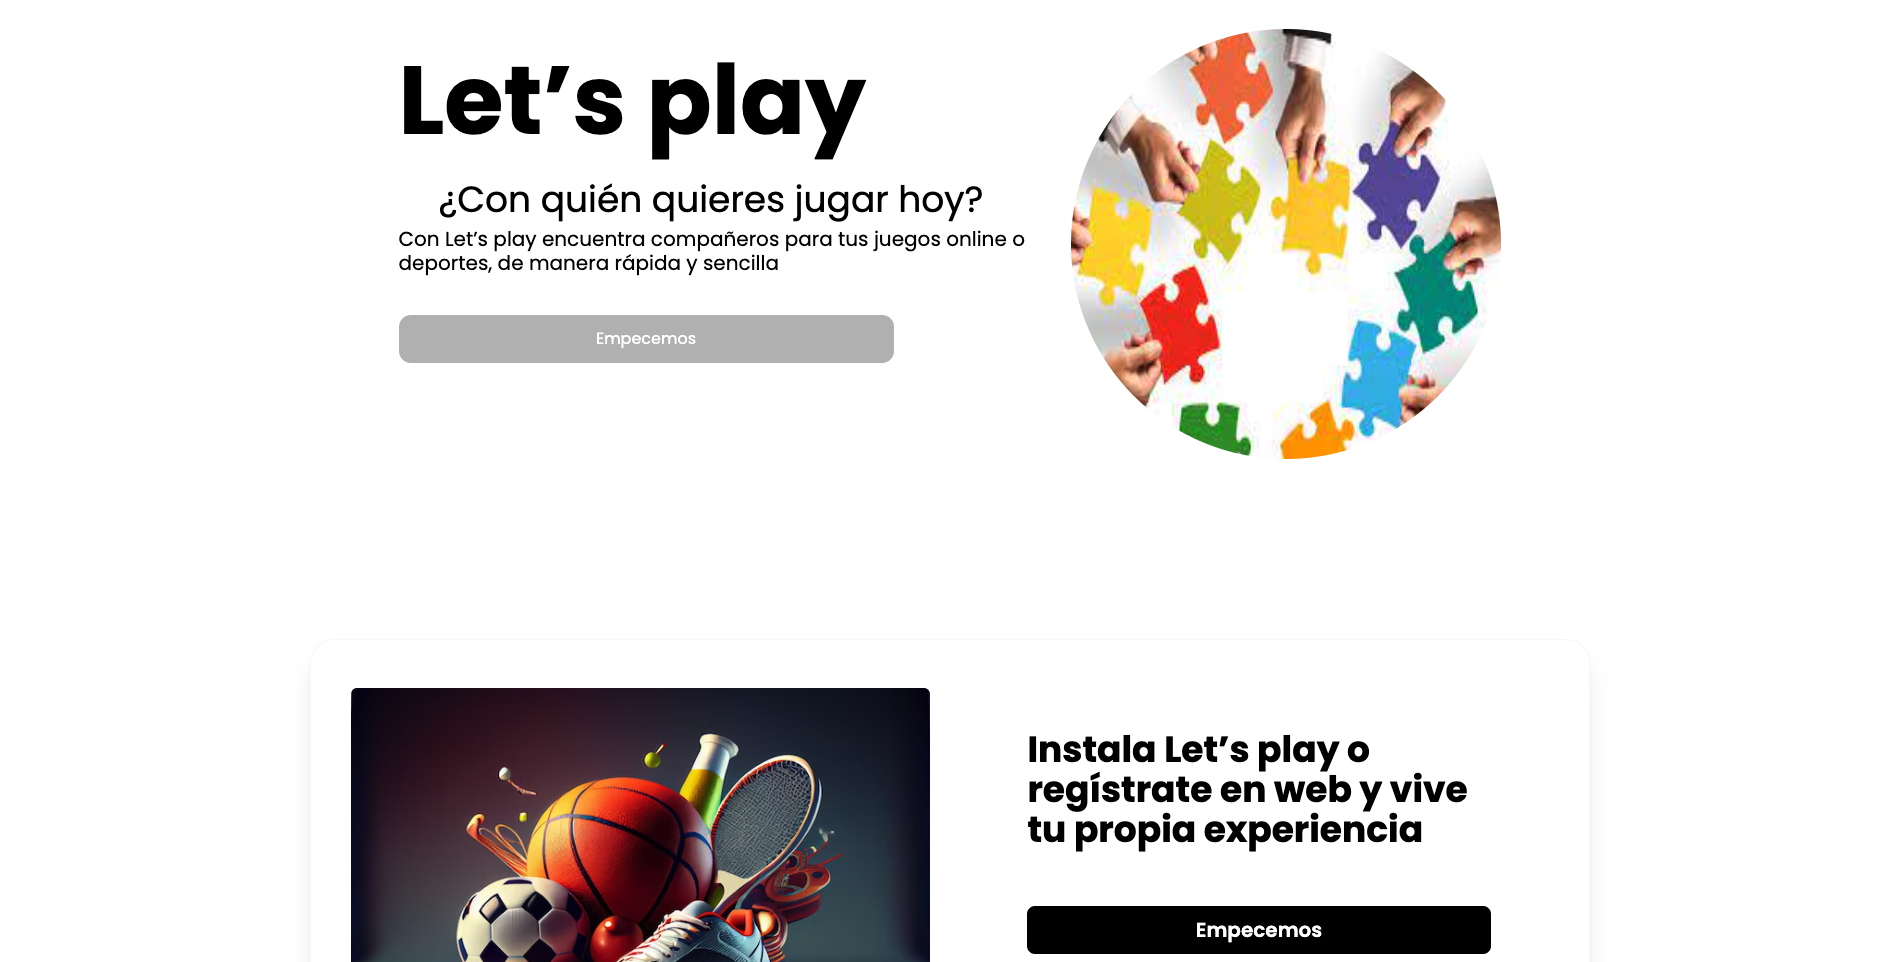 Let’s play
¿Con quién quieres jugar hoy?
Con Let’s play encuentra compañeros para tus juegos online o
deportes, de manera rápida y sencilla
Empecemos
Instala Let’s play o
regístrate en web y vive
tu propia experiencia
Empecemos